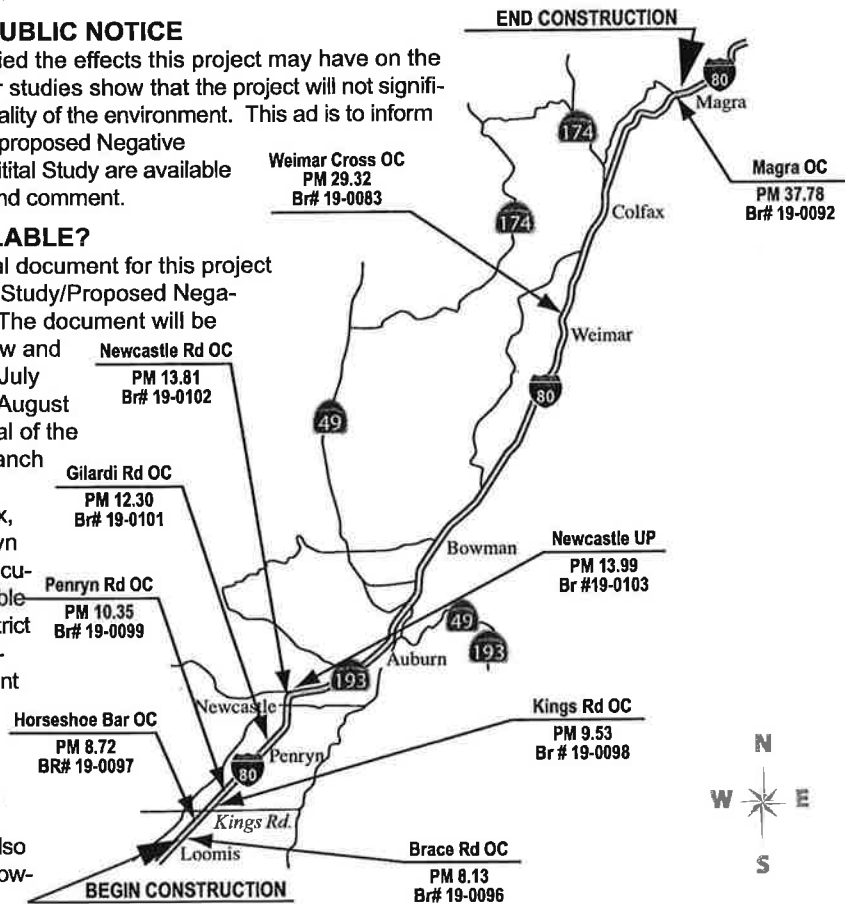 UBLIC NOTICE
ied the effects this project may have on the
r studies show that the project will not signifi-
ality of the environment. This ad is to inform
proposed Negative
itital Study are available
nd comment.
LABLE?
al document for this project
Study/Proposed Nega-
The document will be
w and
July
August
al of the
anch
x,
yn
cu-
ble
trict
-
nt
lso
ow-
END CONSTRUCTION
80
Magra
174
Magra OC
PM 37.78
Br# 19-0092
Weimar Cross OC
PM 29.32
Br# 19-0083
174
Colfax
Weimar
80
Newcastle Rd OC
PM 13.81
Br# 19-0102
49
Gilardi Rd OC
PM 12.30
Br# 19-0101
Bowman
Newcastle UP
PM 13.99
Br #19-0103
Penryn Rd OC
PM 10.35
Br# 19-0099
49
193
Auburn
193
Newcastle
Horseshoe Bar OC
PM 8.72
BR# 19-0097
Kings Rd OC
PM 9.53
Br # 19-0098
Penryn
80
Kings Rd.
Loomis
Brace Rd OC
PM 8.13
Br# 19-0096
BEGIN CONSTRUCTION
N
W E
S